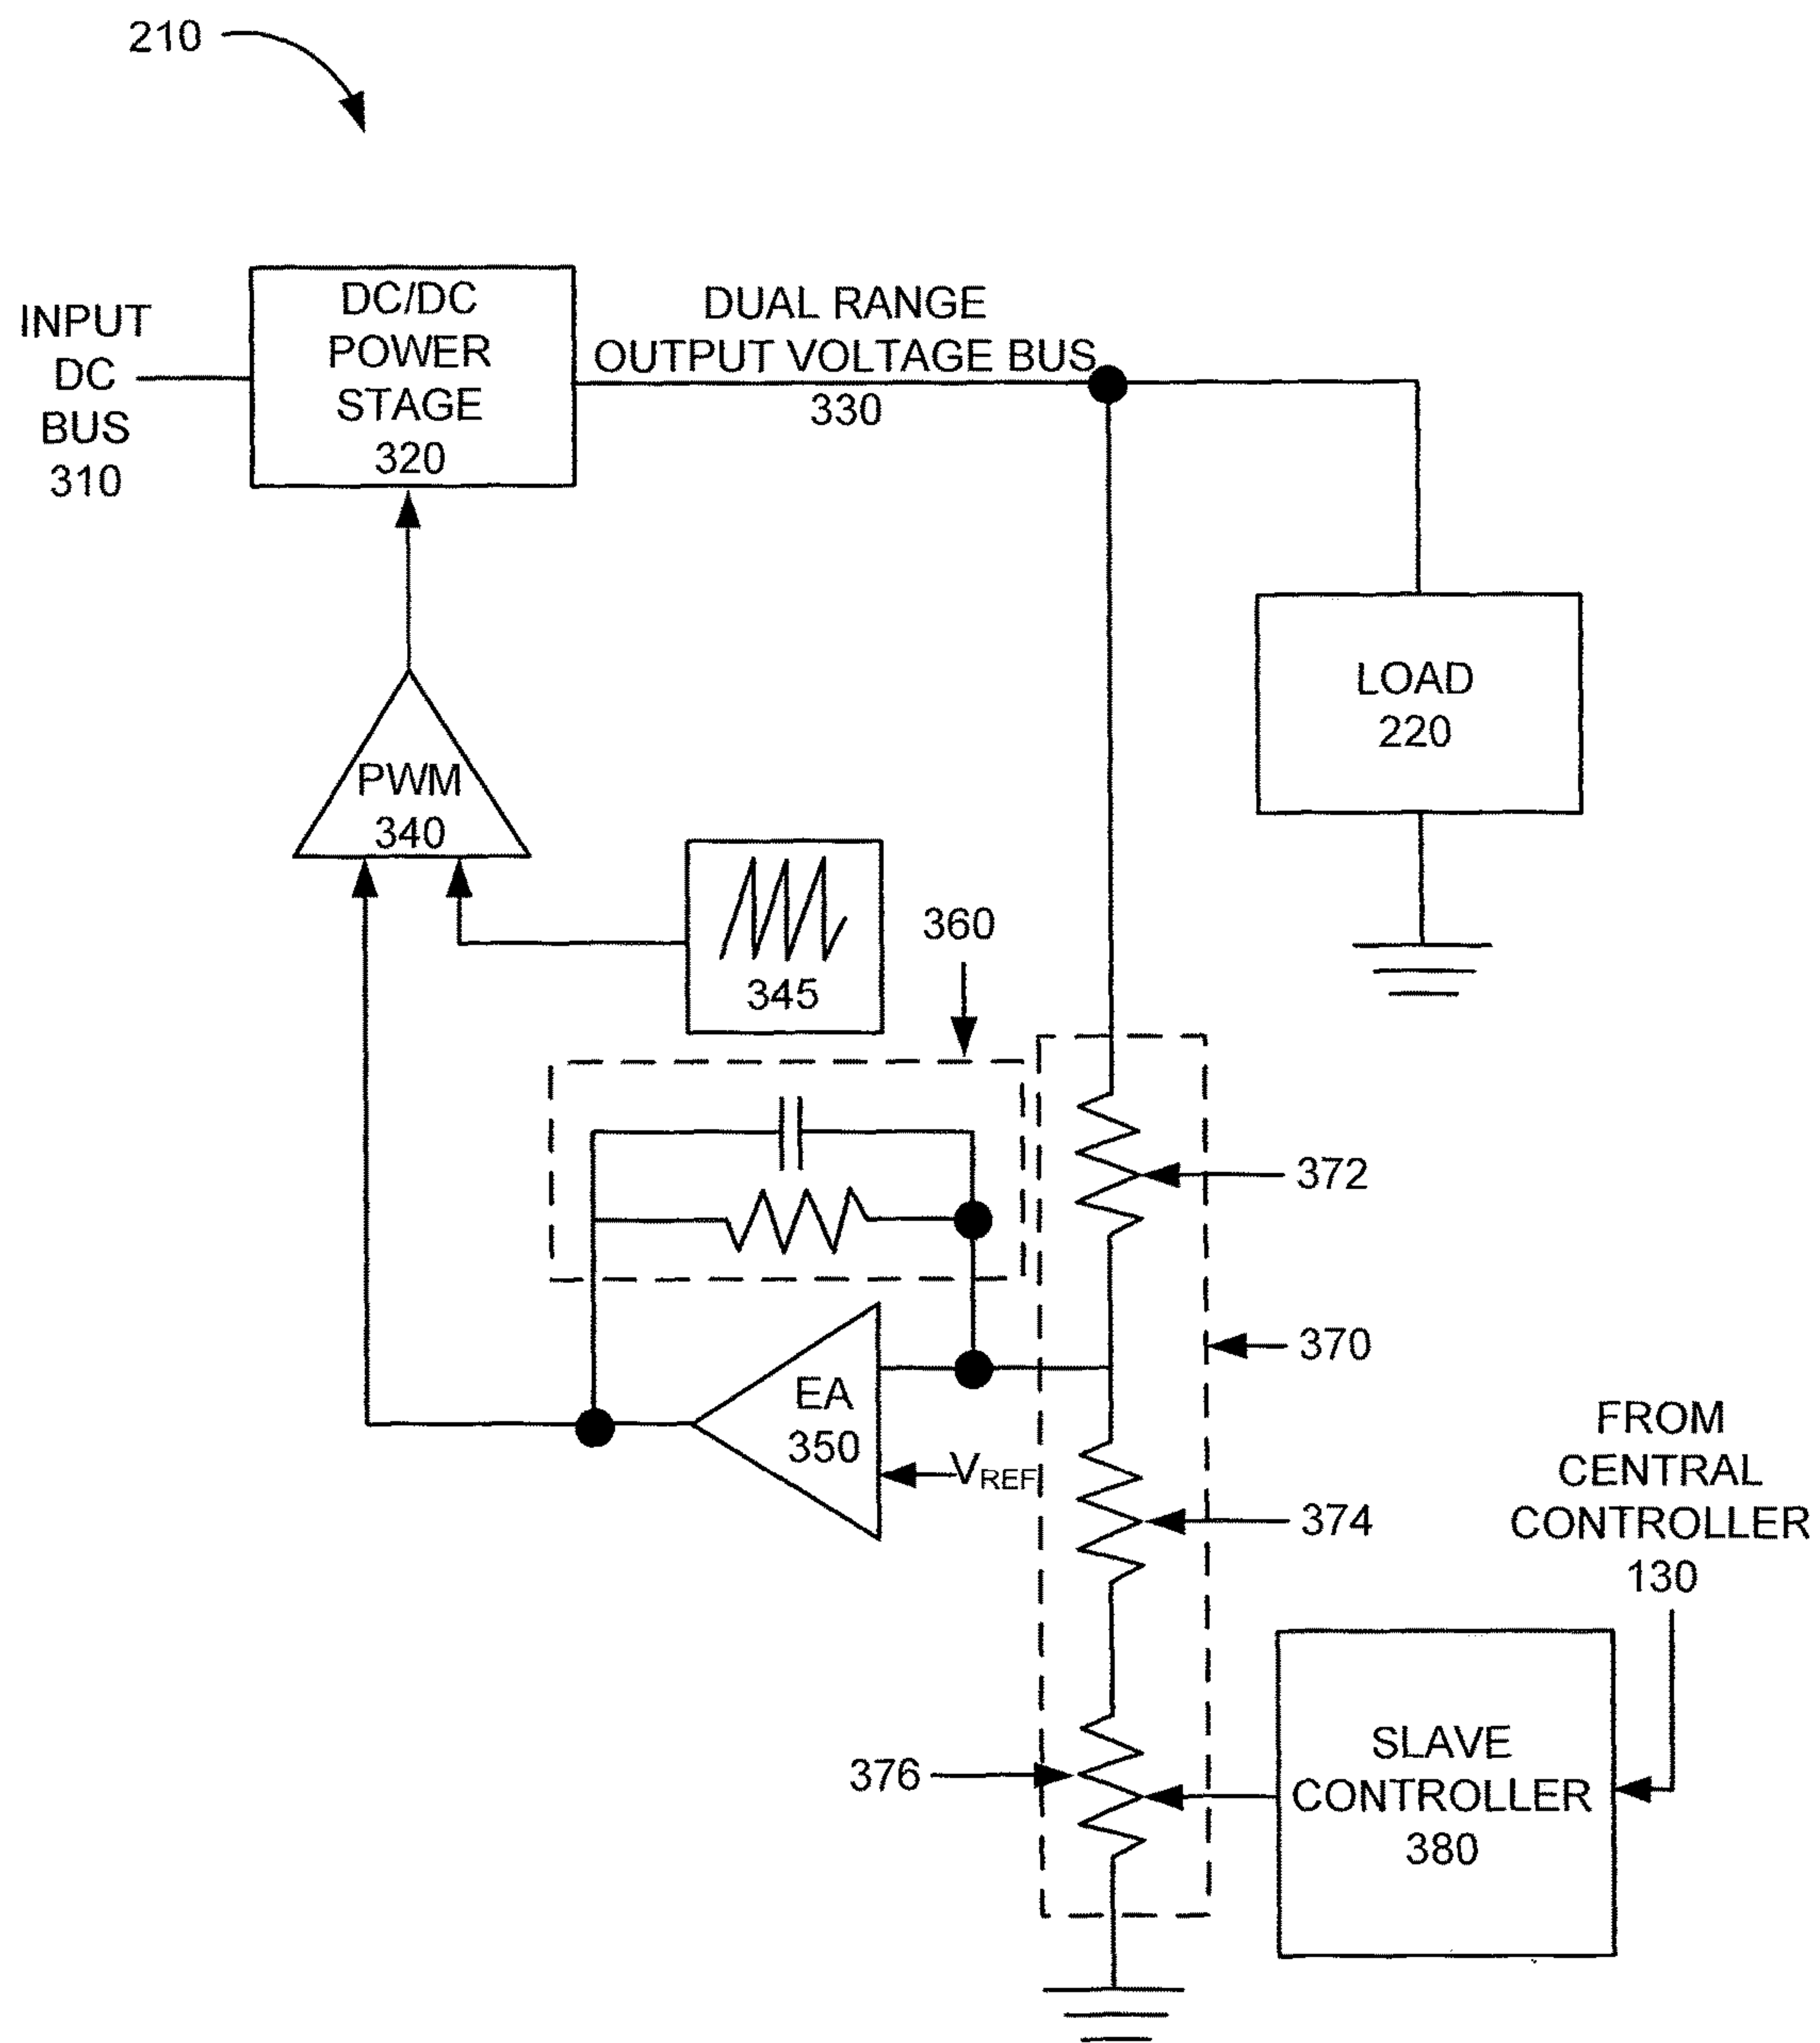 210
INPUT
DC
BUS
310
DC/DC
POWER
STAGE
320
DUAL RANGE
OUTPUT VOLTAGE BUS
330
LOAD
220
PWM
340
345
360
372
370
EA
350
VREF
374
FROM
CENTRAL
CONTROLLER
130
376
SLAVE
CONTROLLER
380